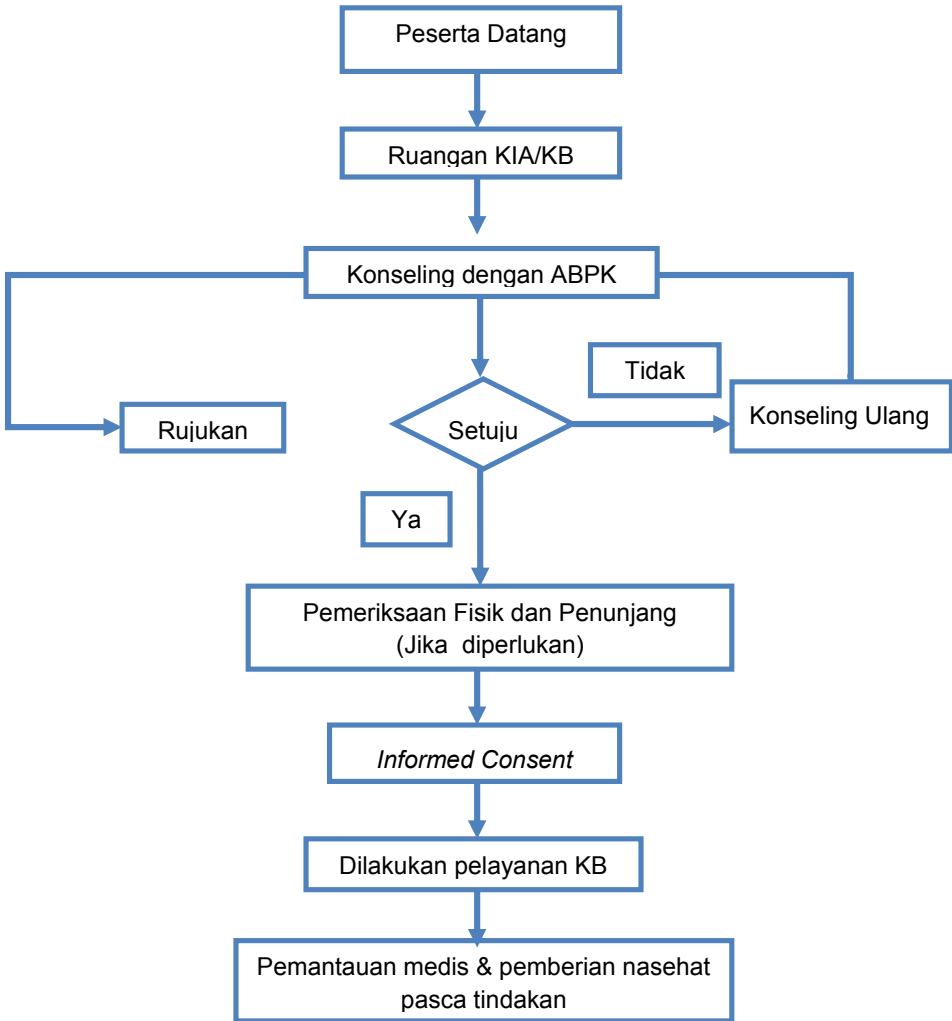 Peserta Datang
Ruangan KIA/KB
Konseling dengan ABPK
Tidak
Rujukan
Setuju
Konseling Ulang
Ya
Pemeriksaan Fisik dan Penunjang
(Jika diperlukan)
Informed Consent
Dilakukan pelayanan KB
Pemantauan medis & pemberian nasehat
pasca tindakan